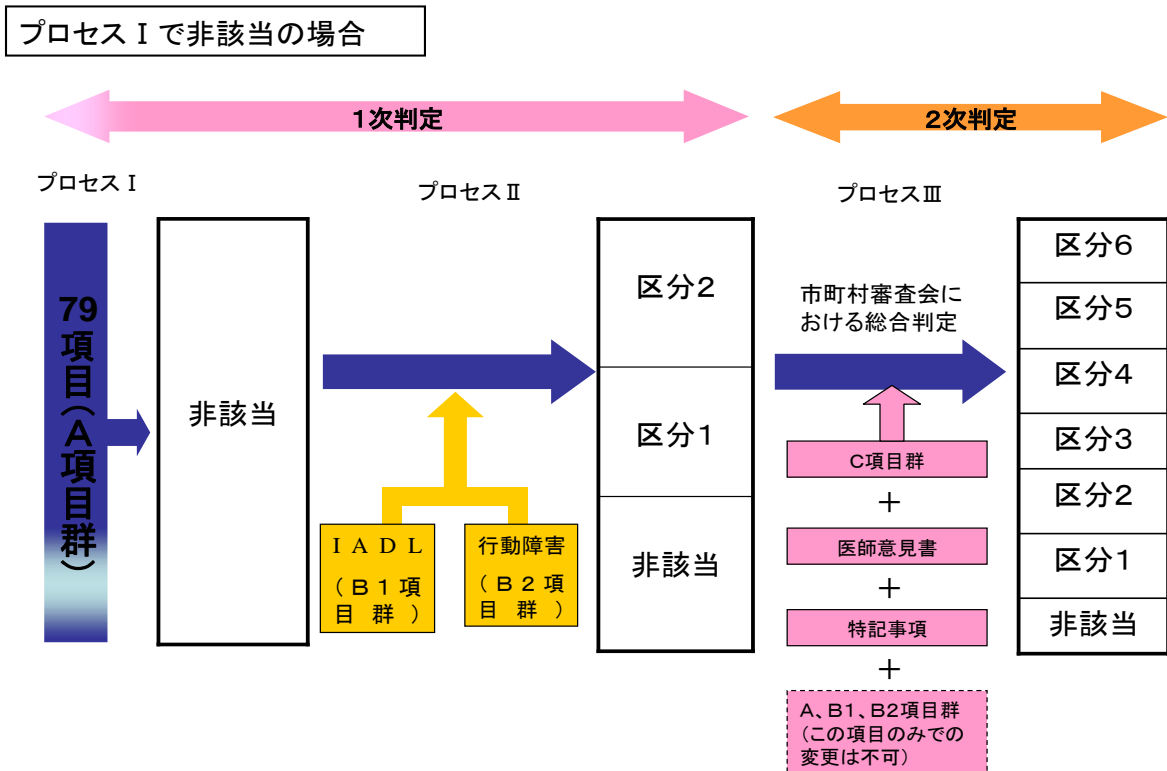 プロセスⅠで非該当の場合
1次判定
2次判定
プロセスⅠ
プロセスⅡ
プロセスⅢ
79項目(A項目群)
非該当
IADL
(B1項
目群)
行動障害
(B2項
目群)
区分2
区分1
非該当
市町村審査会に
おける総合判定
C項目群
+
医師意見書
+
特記事項
+
A、B1、B2項目群
(この項目のみでの
変更は不可)
区分6
区分5
区分4
区分3
区分2
区分1
非該当